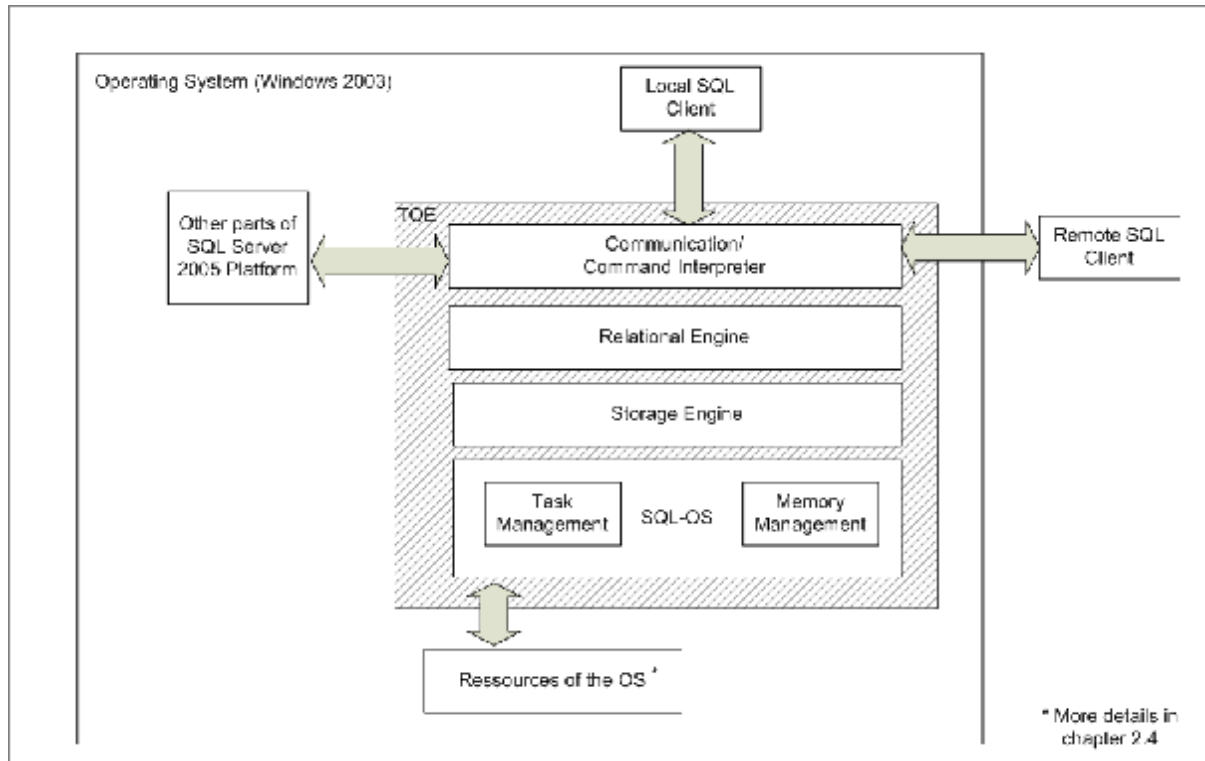 Operating System (Windows 2003)
Local SQL
Client
Other parts of
SQL Server
2005 Platform
TOE
Communication/
Command Interpreter
Remote SQL
Client
Relational Engine
Storage Engine
Task
Management
SQL-OS
Memory
Management
Ressources of the OS *
* More details in
chapter 2.4